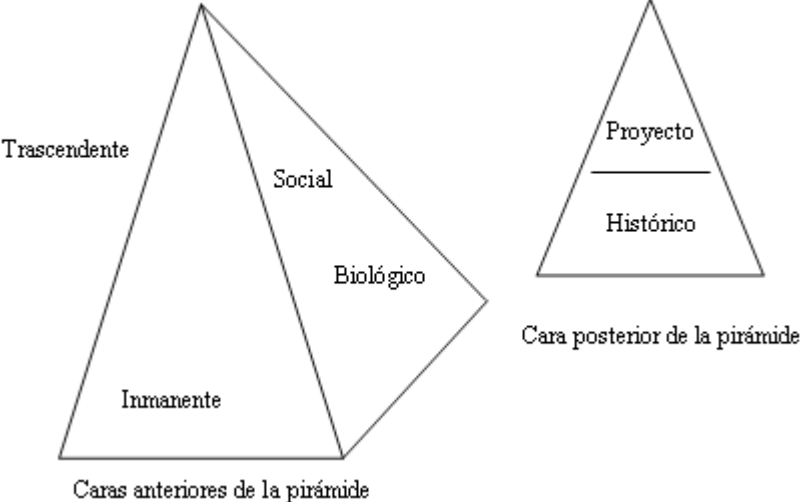 Trascendente
Social
Biológico
Inmanente
Caras anteriores de la pirámide
Proyecto
Histórico
Cara posterior de la pirámide